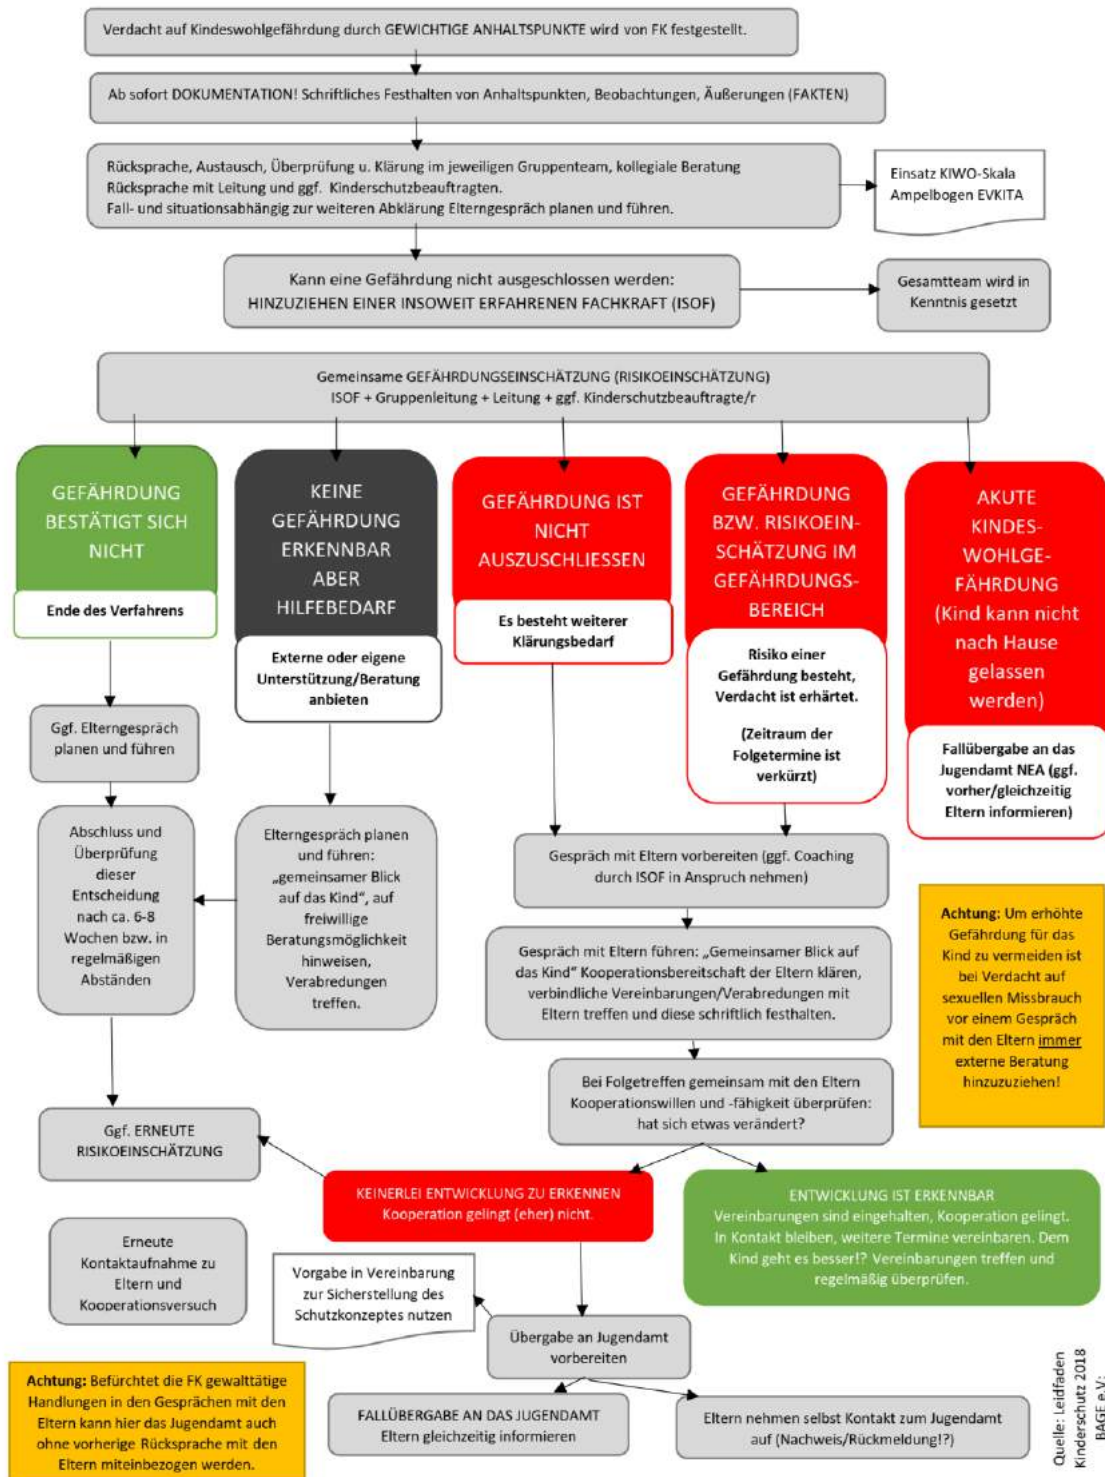 Verdacht auf Kindeswohlgefährdung durch GEWICHTIGE ANHALTSPUNKTE wird von FK festgestellt.
Ab sofort DOKUMENTATION! Schriftliches Festhalten von Anhaltspunkten, Beobachtungen, Äußerungen (FAKTEN)
Rücksprache, Austausch, Überprüfung u. Klärung im jeweiligen Gruppenteam, kollegiale Beratung
Rücksprache mit Leitung und ggf. Kinderschutzbeauftragten.
Fall- und situationsabhängig zur weiteren Abklärung Elterngespräch planen und führen.
Einsatz KIWO-Skala
Ampelbogen EVKITA
Kann eine Gefährdung nicht ausgeschlossen werden:
HINZUZIEHEN EINER INSOWEIT ERFAHRENEN FACHKRAFT (ISOF)
Gesamtteam wird in
Kenntnis gesetzt
Gemeinsame GEFÄHRDUNGSEINSCHÄTZUNG (RISIKOEINSCHÄTZUNG)
ISOF + Gruppenleitung + Leitung + ggf. Kinderschutzbeauftragte/r
GEFÄHRDUNG
BESTÄTIGT SICH
NICHT
Ende des Verfahrens
Ggf. Elterngespräch
planen und führen
Abschluss und
Überprüfung
dieser
Entscheidung
nach ca. 6-8
Wochen bzw. in
regelmäßigen
Abständen
KEINE
GEFÄHRDUNG
ERKENNBAR
ABER
HILFEBEDARF
Externe oder eigene
Unterstützung/Beratung
anbieten
Elterngespräch planen
und führen:
„gemeinsamer Blick
auf das Kind“, auf
freiwillige
Beratungsmöglichkeit
hinweisen,
Verabredungen
treffen.
GEFÄHRDUNG IST
NICHT
AUSZUSCHLIESSEN
Es besteht weiterer
Klärungsbedarf
GEFÄHRDUNG
BZW. RISIKOEIN-
SCHÄTZUNG IM
GEFÄHRDUNGS-
BEREICH
Risiko einer
Gefährdung besteht,
Verdacht ist erhärtet.
(Zeitraum der
Folgetermine ist
verkürzt)
AKUTE
KINDES-
WOHLGE-
FÄHRDUNG
(Kind kann nicht
nach Hause
gelassen
werden)
Fallübergabe an das
Jugendamt NEA (ggf.
vorher/gleichzeitig
Eltern informieren)
Gespräch mit Eltern vorbereiten (ggf. Coaching
durch ISOF in Anspruch nehmen)
Gespräch mit Eltern führen: „Gemeinsamer Blick auf
das Kind“ Kooperationsbereitschaft der Eltern klären,
verbindliche Vereinbarungen/Verabredungen mit
Eltern treffen und diese schriftlich festhalten.
Achtung: Um erhöhte
Gefährdung für das
Kind zu vermeiden ist
bei Verdacht auf
sexuellen Missbrauch
vor einem Gespräch
mit den Eltern immer
externe Beratung
hinzuzuziehen!
Bei Folgetreffen gemeinsam mit den Eltern
Kooperationswillen und -fähigkeit überprüfen:
hat sich etwas verändert?
Ggf. ERNEUTE
RISIKOEINSCHÄTZUNG
KEINERLEI ENTWICKLUNG ZU ERKENNEN
Kooperation gelingt (eher) nicht.
ENTWICKLUNG IST ERKENNBAR
Vereinbarungen sind eingehalten, Kooperation gelingt.
In Kontakt bleiben, weitere Termine vereinbaren. Dem
Kind geht es besser!? Vereinbarungen treffen und
regelmäßig überprüfen.
Erneute
Kontaktaufnahme zu
Eltern und
Kooperationsversuch
Vorgabe in Vereinbarung
zur Sicherstellung des
Schutzkonzeptes nutzen
Übergabe an Jugendamt
vorbereiten
Achtung: Befürchtet die FK gewalttätige
Handlungen in den Gesprächen mit den
Eltern kann hier das Jugendamt auch
ohne vorherige Rücksprache mit den
Eltern miteinbezogen werden.
FALLÜBERGABE AN DAS JUGENDAMT
Eltern gleichzeitig informieren
Eltern nehmen selbst Kontakt zum Jugendamt
auf (Nachweis/Rückmeldung!?)
Quelle: Leidfaden
Kinderschutz 2018
BAGE e.V.: